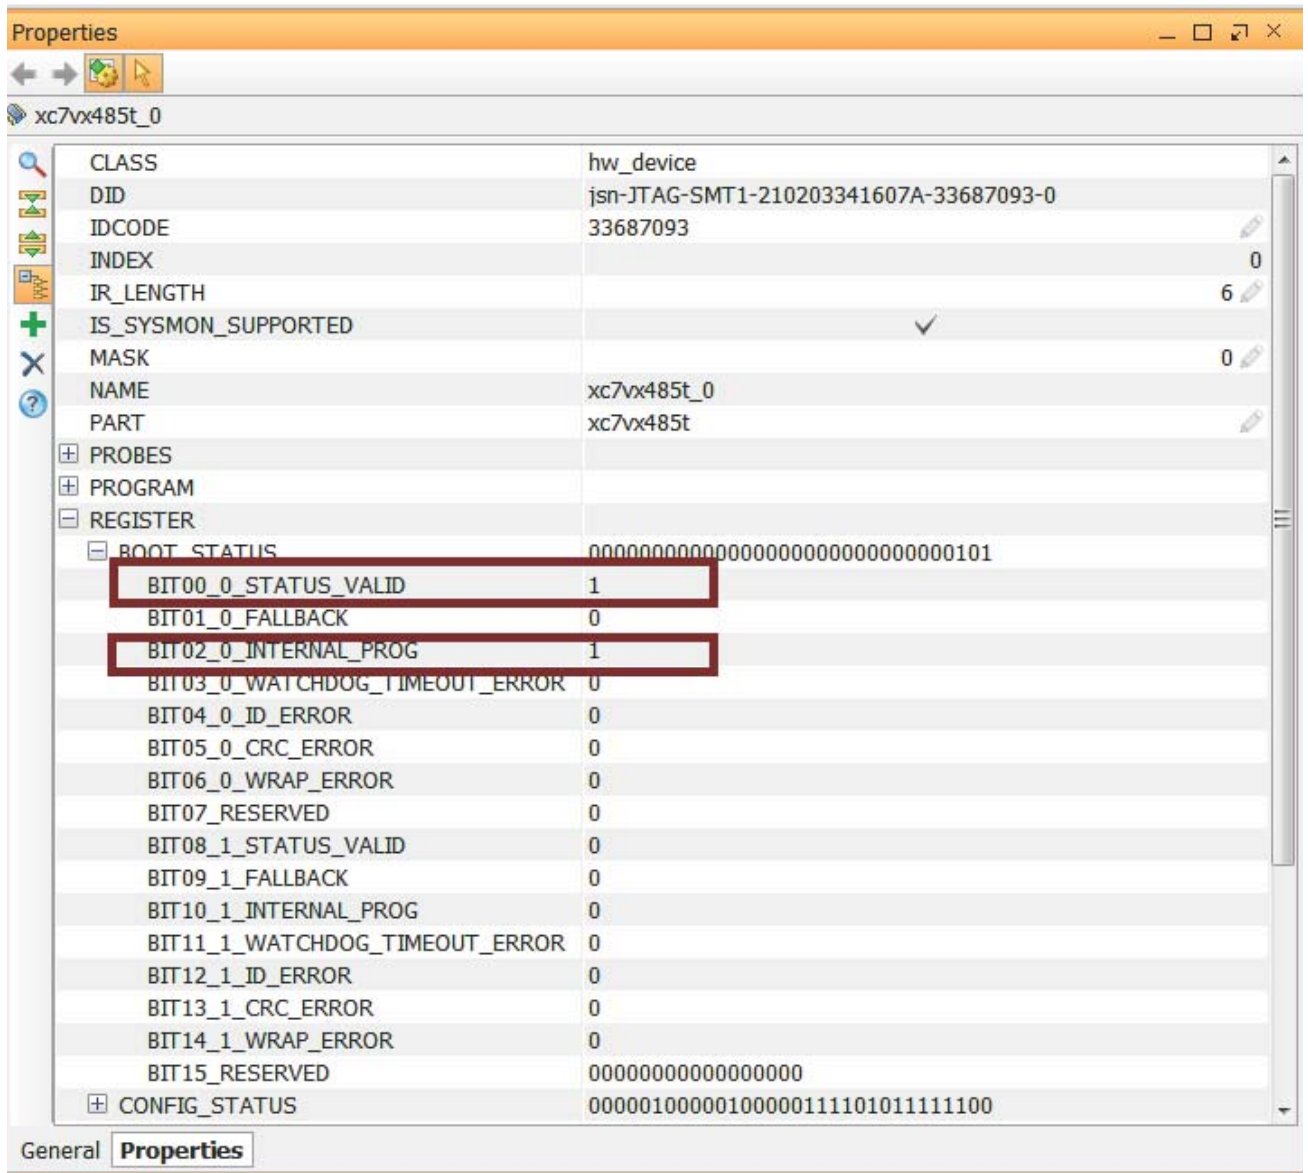 Properties
xc7vx485t_0
CLASS hw_device
DID jsn-JTAG-SMT1-210203341607A-33687093-0
IDCODE 33687093
INDEX 0
IR_LENGTH 6
IS_SYSMON_SUPPORTED ✓
MASK 0
NAME xc7vx485t_0
PART xc7vx485t
PROBES
PROGRAM
REGISTER
BOOT_STATUS 00000000000000000000000000000101
BIT00_0_STATUS_VALID 1
BIT01_0_FALLBACK 0
BIT02_0_INTERNAL_PROG 1
BIT03_0_WATCHDOG_TIMEOUT_ERROR 0
BIT04_0_ID_ERROR 0
BIT05_0_CRC_ERROR 0
BIT06_0_WRAP_ERROR 0
BIT07_RESERVED 0
BIT08_1_STATUS_VALID 0
BIT09_1_FALLBACK 0
BIT10_1_INTERNAL_PROG 0
BIT11_1_WATCHDOG_TIMEOUT_ERROR 0
BIT12_1_ID_ERROR 0
BIT13_1_CRC_ERROR 0
BIT14_1_WRAP_ERROR 0
BIT15_RESERVED 00000000000000000
CONFIG_STATUS 00000100000100000111101011111100
General Properties